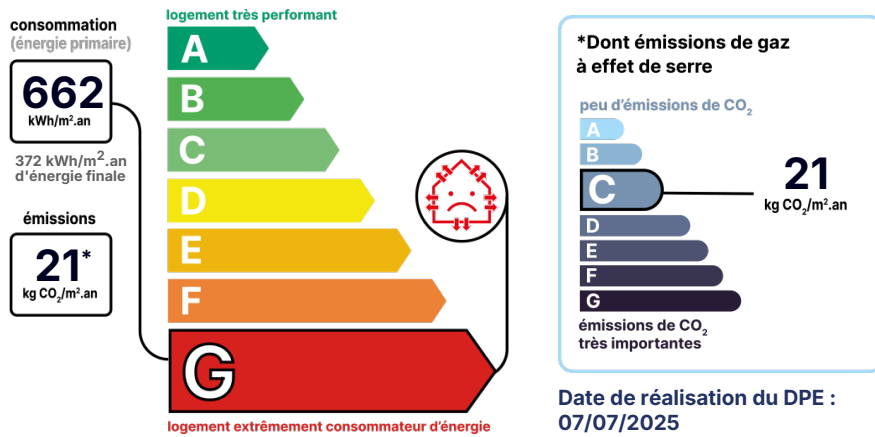 logement très performant
consommation
(énergie primaire)
662
kWh/m².an
372 kWh/m².an
d'énergie finale
émissions
21*
kg CO₂/m².an
A
B
C
D
E
F
G
logement extrêmement consommateur d'énergie
*Dont émissions de gaz
à effet de serre
peu d'émissions de CO₂
A
B
C
D
E
F
G
21
kg CO₂/m².an
émissions de CO₂
très importantes
Date de réalisation du DPE :
07/07/2025